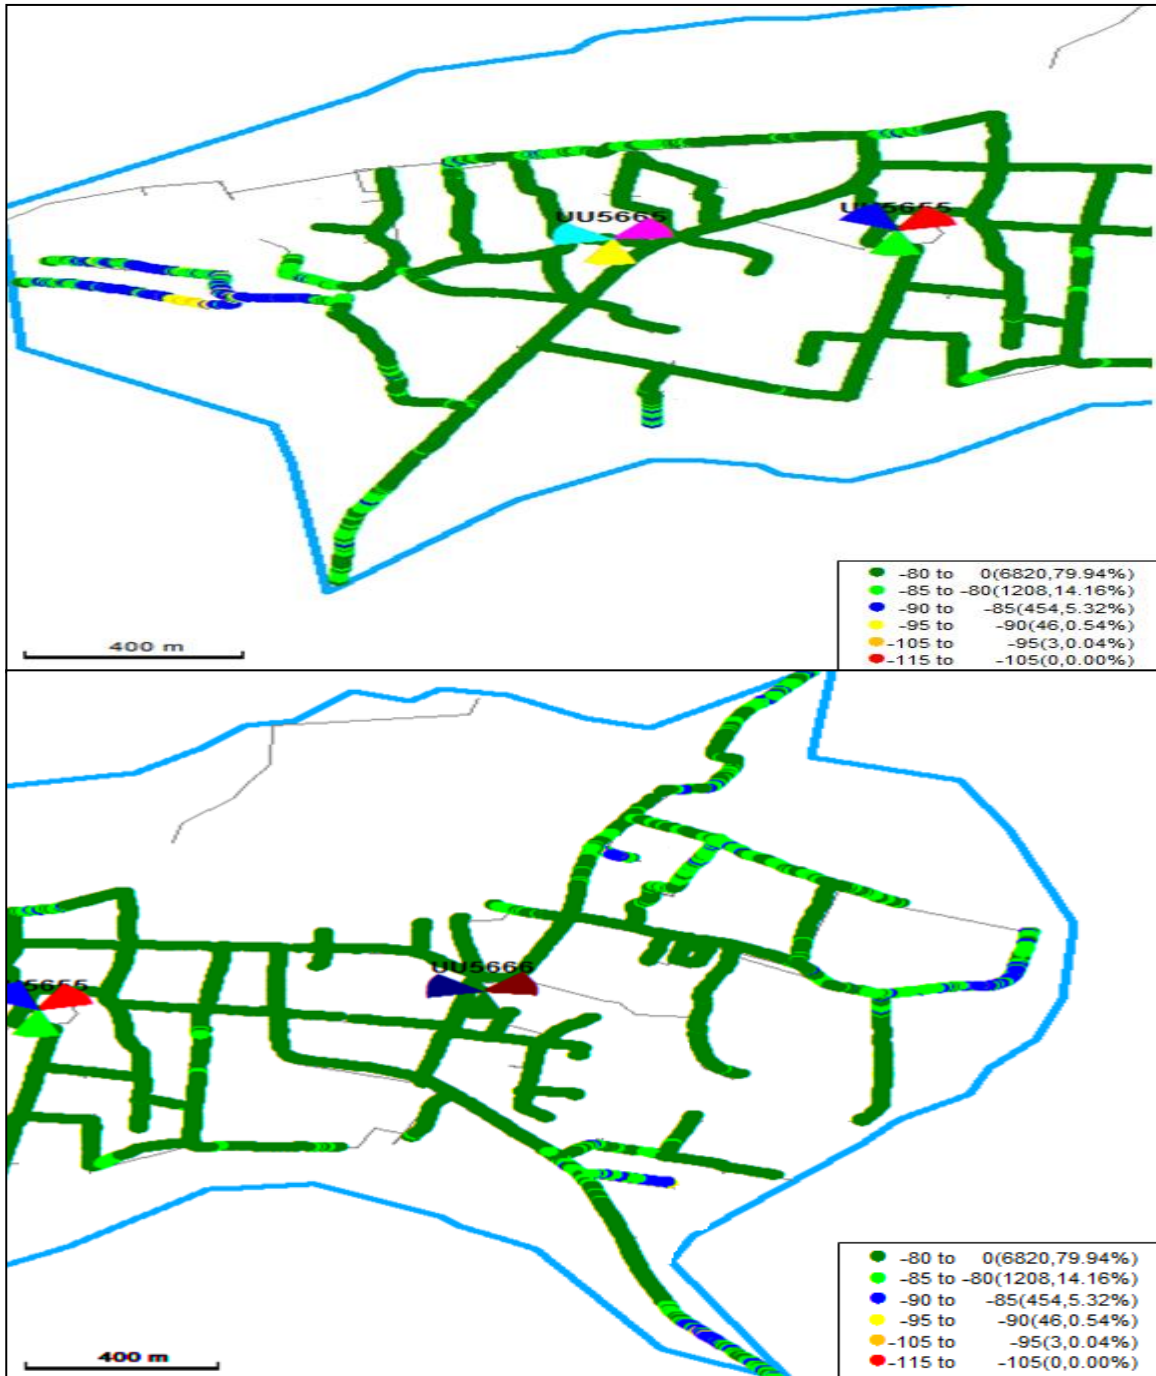 UU5665
UU5655
400 m
-80 to 0(6820,79.94%)
-85 to -80(1208,14.16%)
-90 to -85(454,5.32%)
-95 to -90(46,0.54%)
-105 to -95(3,0.04%)
-115 to -105(0,0.00%)
UU5666
5655
400 m
-80 to 0(6820,79.94%)
-85 to -80(1208,14.16%)
-90 to -85(454,5.32%)
-95 to -90(46,0.54%)
-105 to -95(3,0.04%)
-115 to -105(0,0.00%)